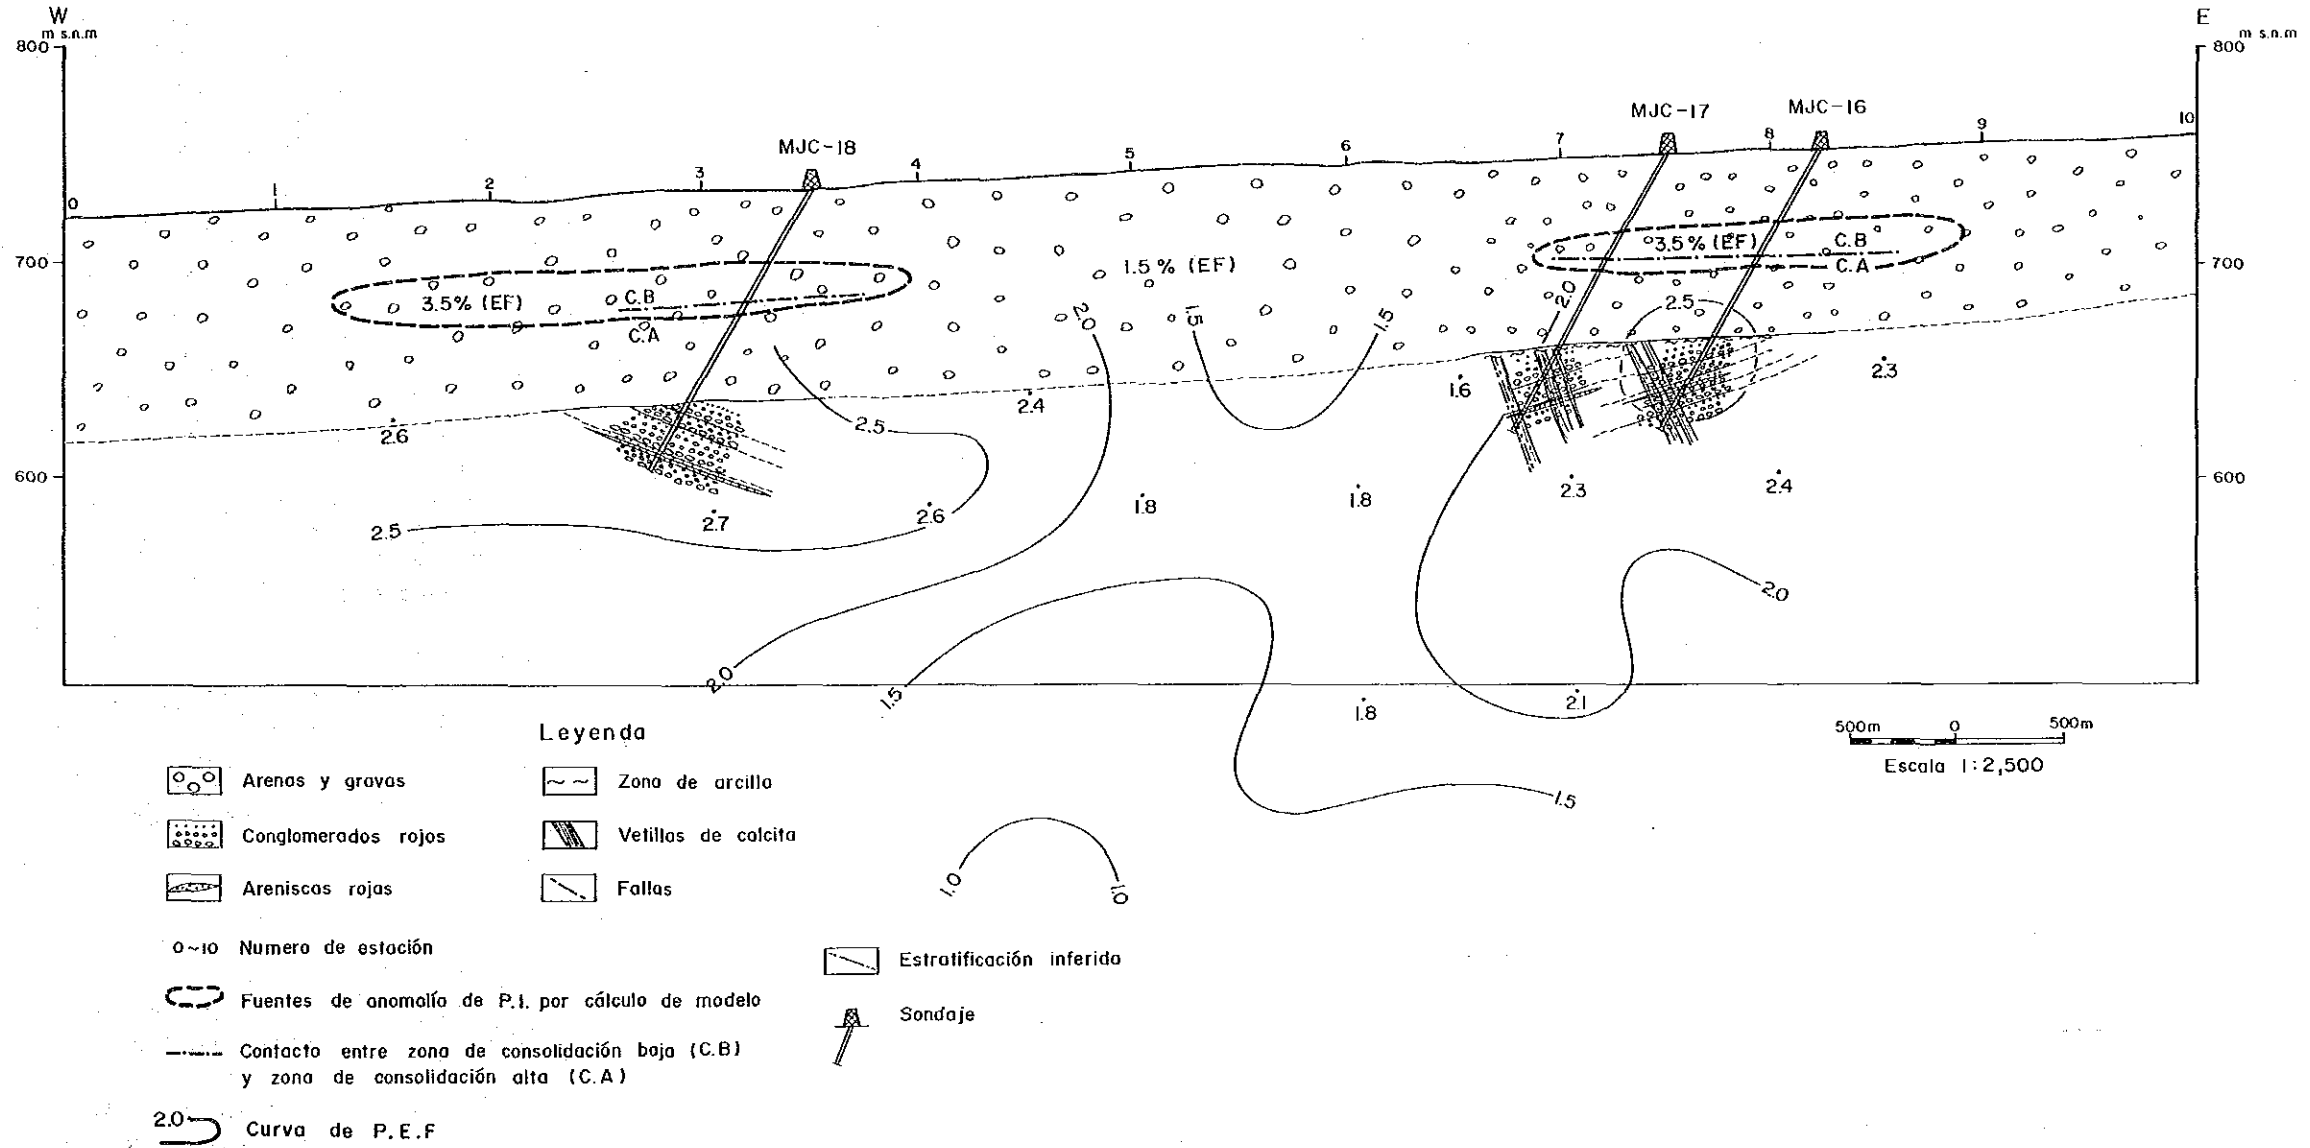 W
m s.n.m
800
700
600
E
m s.n.m
800
700
600
0
1
2
3
4
5
6
7
8
9
10
MJC-18
MJC-17
MJC-16
3.5% (EF)
C.B
C.A
1.5% (EF)
3.5% (EF)
C.B
C.A
2.0
1.5
1.5
2.0
2.5
2.6
2.5
2.4
1.6
2.3
2.5
2.7
2.6
1.8
1.8
2.3
2.4
2.0
2.0
1.5
1.8
2.1
1.5
1.0
1.0
500m 0 500m
Escala 1:2,500
Leyenda
Arenas y gravas
Conglomerados rojos
Areniscas rojas
Zona de arcilla
Vetillas de calcita
Fallas
0~10 Numero de estación
Fuentes de anomalía de P.I. por cálculo de modelo
Contacto entre zona de consolidación baja (C.B)
y zona de consolidación alta (C.A)
2.0 Curva de P.E.F
Estratificación inferida
Sondaje